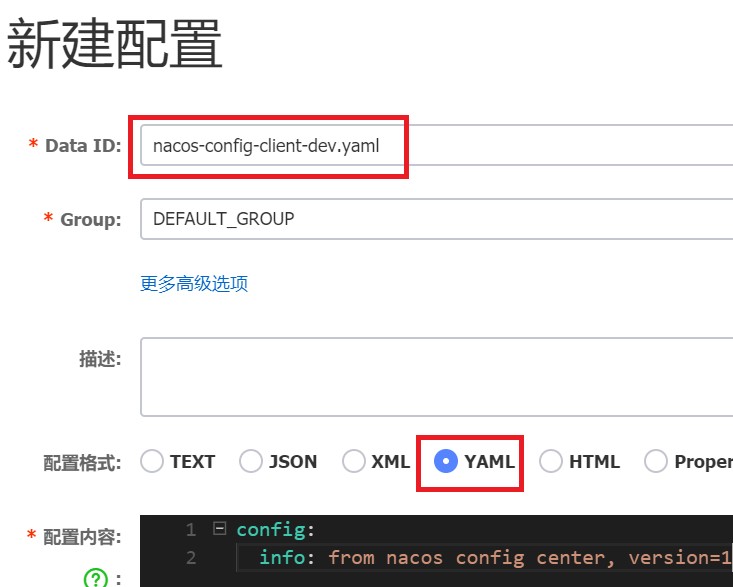 新建配置
* Data ID: nacos-config-client-dev.yaml
* Group: DEFAULT_GROUP
更多高级选项
描述:
配置格式: TEXT JSON XML YAML HTML Proper
* 配置内容: 1 config:
2 info: from nacos config center, version=1
? :